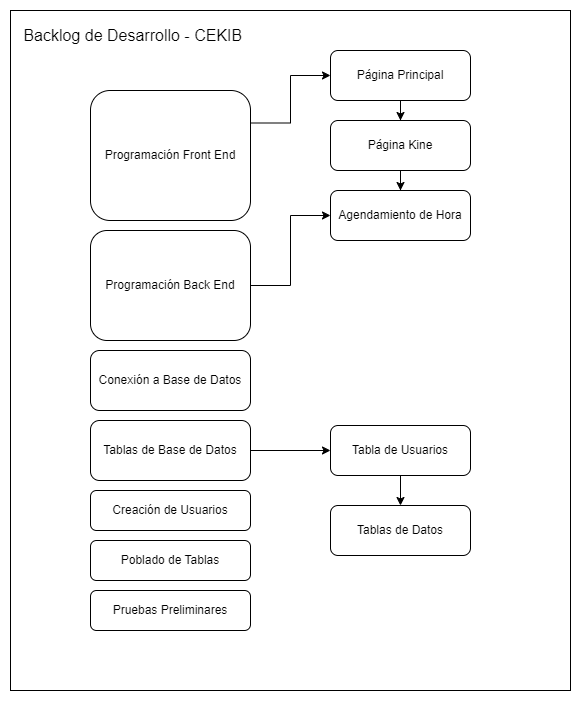 Backlog de Desarrollo - CEKIB
Programación Front End
Página Principal
Página Kine
Agendamiento de Hora
Programación Back End
Conexión a Base de Datos
Tablas de Base de Datos
Tabla de Usuarios
Tablas de Datos
Creación de Usuarios
Poblado de Tablas
Pruebas Preliminares